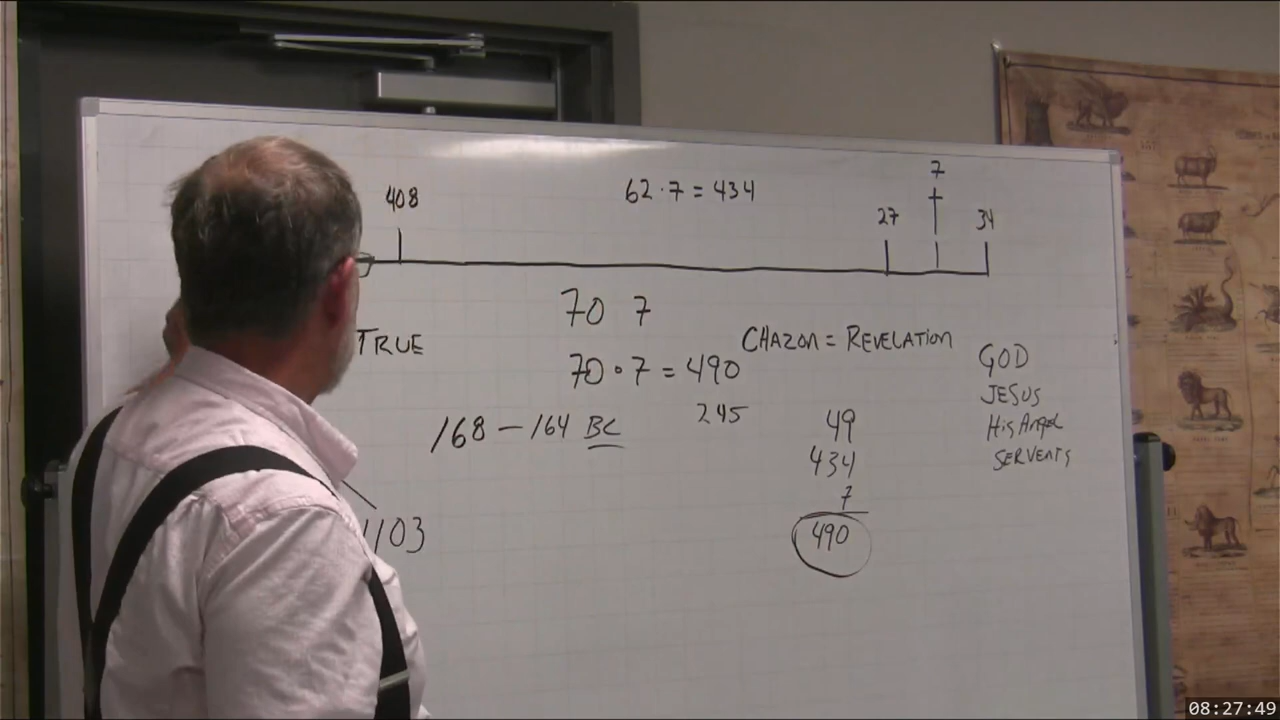 7
408
62 · 7 = 434
27
34
70 7
TRUE
CHAZON = REVELATION
GOD
70 · 7 = 490
JESUS
168 – 164 BC
245
49
His Angel
434
SERVENTS
7
1103
490
08:27:49